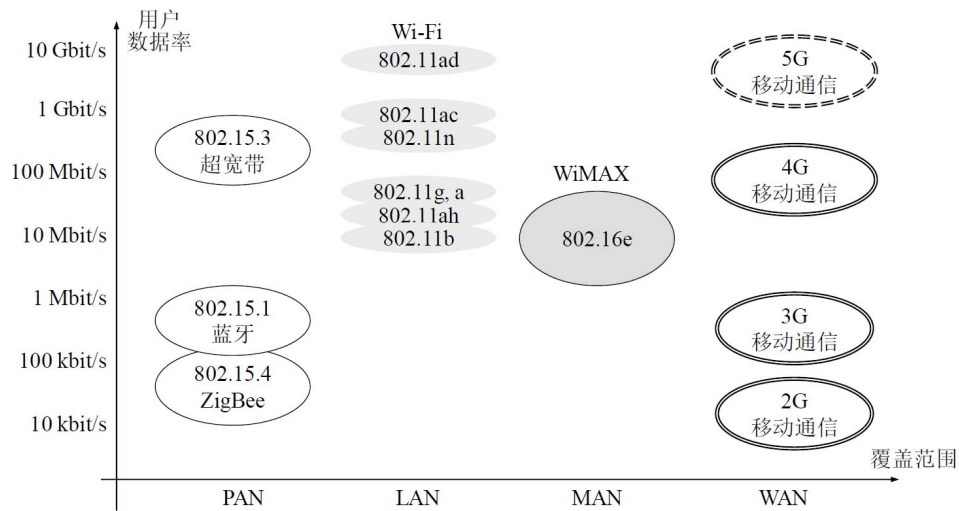 用户
数据率
10 Gbit/s
1 Gbit/s
100 Mbit/s
10 Mbit/s
1 Mbit/s
100 kbit/s
10 kbit/s
802.15.3
超宽带
802.15.1
蓝牙
802.15.4
ZigBee
Wi-Fi
802.11ad
802.11ac
802.11n
802.11g, a
802.11ah
802.11b
WiMAX
802.16e
5G
移动通信
4G
移动通信
3G
移动通信
2G
移动通信
覆盖范围
PAN
LAN
MAN
WAN